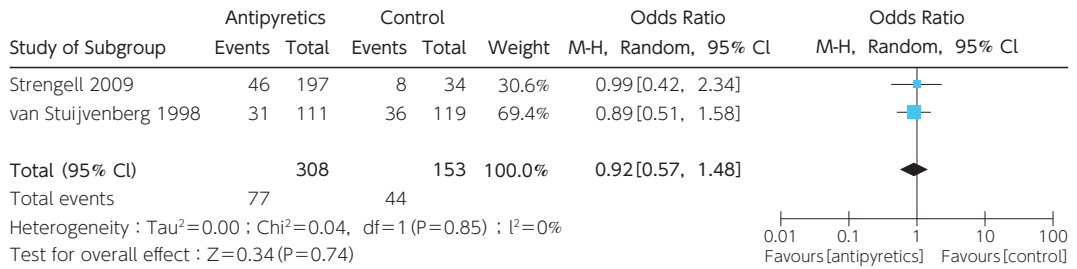 Antipyretics Control Odds Ratio Odds Ratio
Study of Subgroup Events Total Events Total Weight M-H, Random, 95% Cl M-H, Random, 95% Cl
Strengell 2009 46 197 8 34 30.6% 0.99[0.42, 2.34]
van Stuijvenberg 1998 31 111 36 119 69.4% 0.89[0.51, 1.58]
Total (95% Cl) 308 153 100.0% 0.92[0.57, 1.48]
Total events 77 44
Heterogeneity:Tau²=0.00;Chi²=0.04, df=1(P=0.85);l²=0%
Test for overall effect:Z=0.34(P=0.74)
0.01 0.1 1 10 100
Favours[antipyretics] Favours[control]